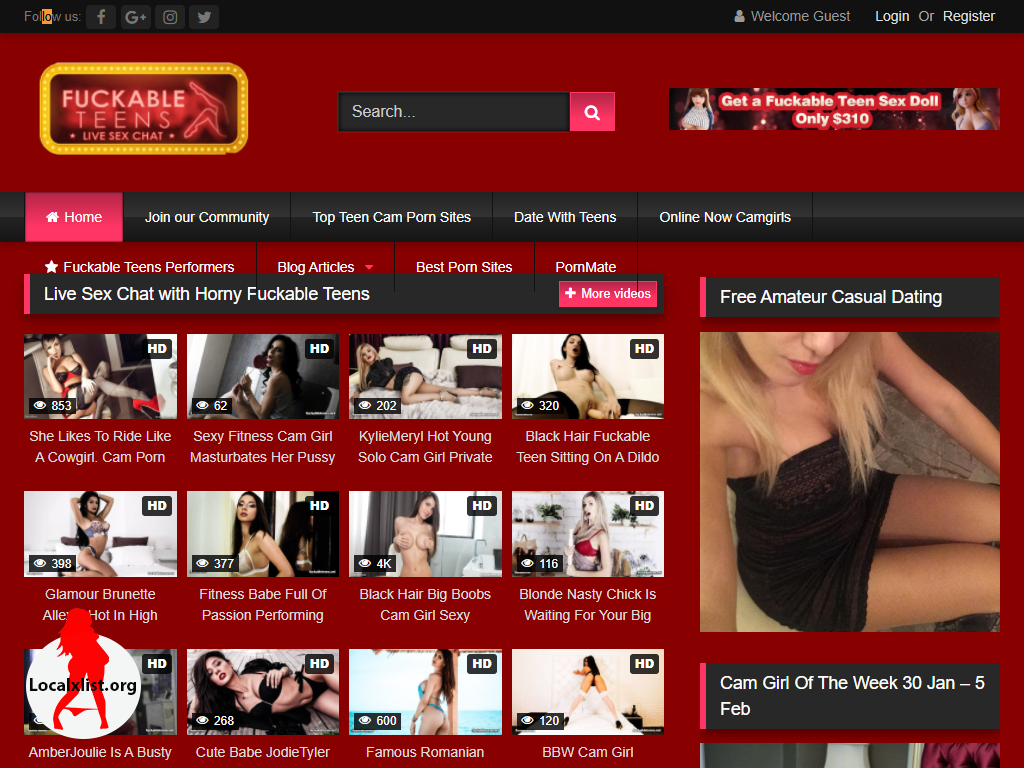 Follow us:
Welcome Guest Login Or Register
FUCKABLE
TEENS
LIVE SEX CHAT
Search...
Get a Fuckable Teen Sex Doll
Only $310
Home
Join our Community
Top Teen Cam Porn Sites
Date With Teens
Online Now Camgirls
Fuckable Teens Performers
Blog Articles
Best Porn Sites
PornMate
Live Sex Chat with Horny Fuckable Teens
More videos
HD
853
She Likes To Ride Like
A Cowgirl. Cam Porn
HD
62
Sexy Fitness Cam Girl
Masturbates Her Pussy
HD
202
KylieMeryl Hot Young
Solo Cam Girl Private
HD
320
Black Hair Fuckable
Teen Sitting On A Dildo
HD
398
Glamour Brunette
Hot In High
HD
377
Fitness Babe Full Of
Passion Performing
HD
4K
Black Hair Big Boobs
Cam Girl Sexy
HD
116
Blonde Nasty Chick Is
Waiting For Your Big
HD
Localxlist.org
AmberJoulie Is A Busty
HD
268
Cute Babe JodieTyler
HD
600
Famous Romanian
HD
120
BBW Cam Girl
Free Amateur Casual Dating
Cam Girl Of The Week 30 Jan – 5
Feb